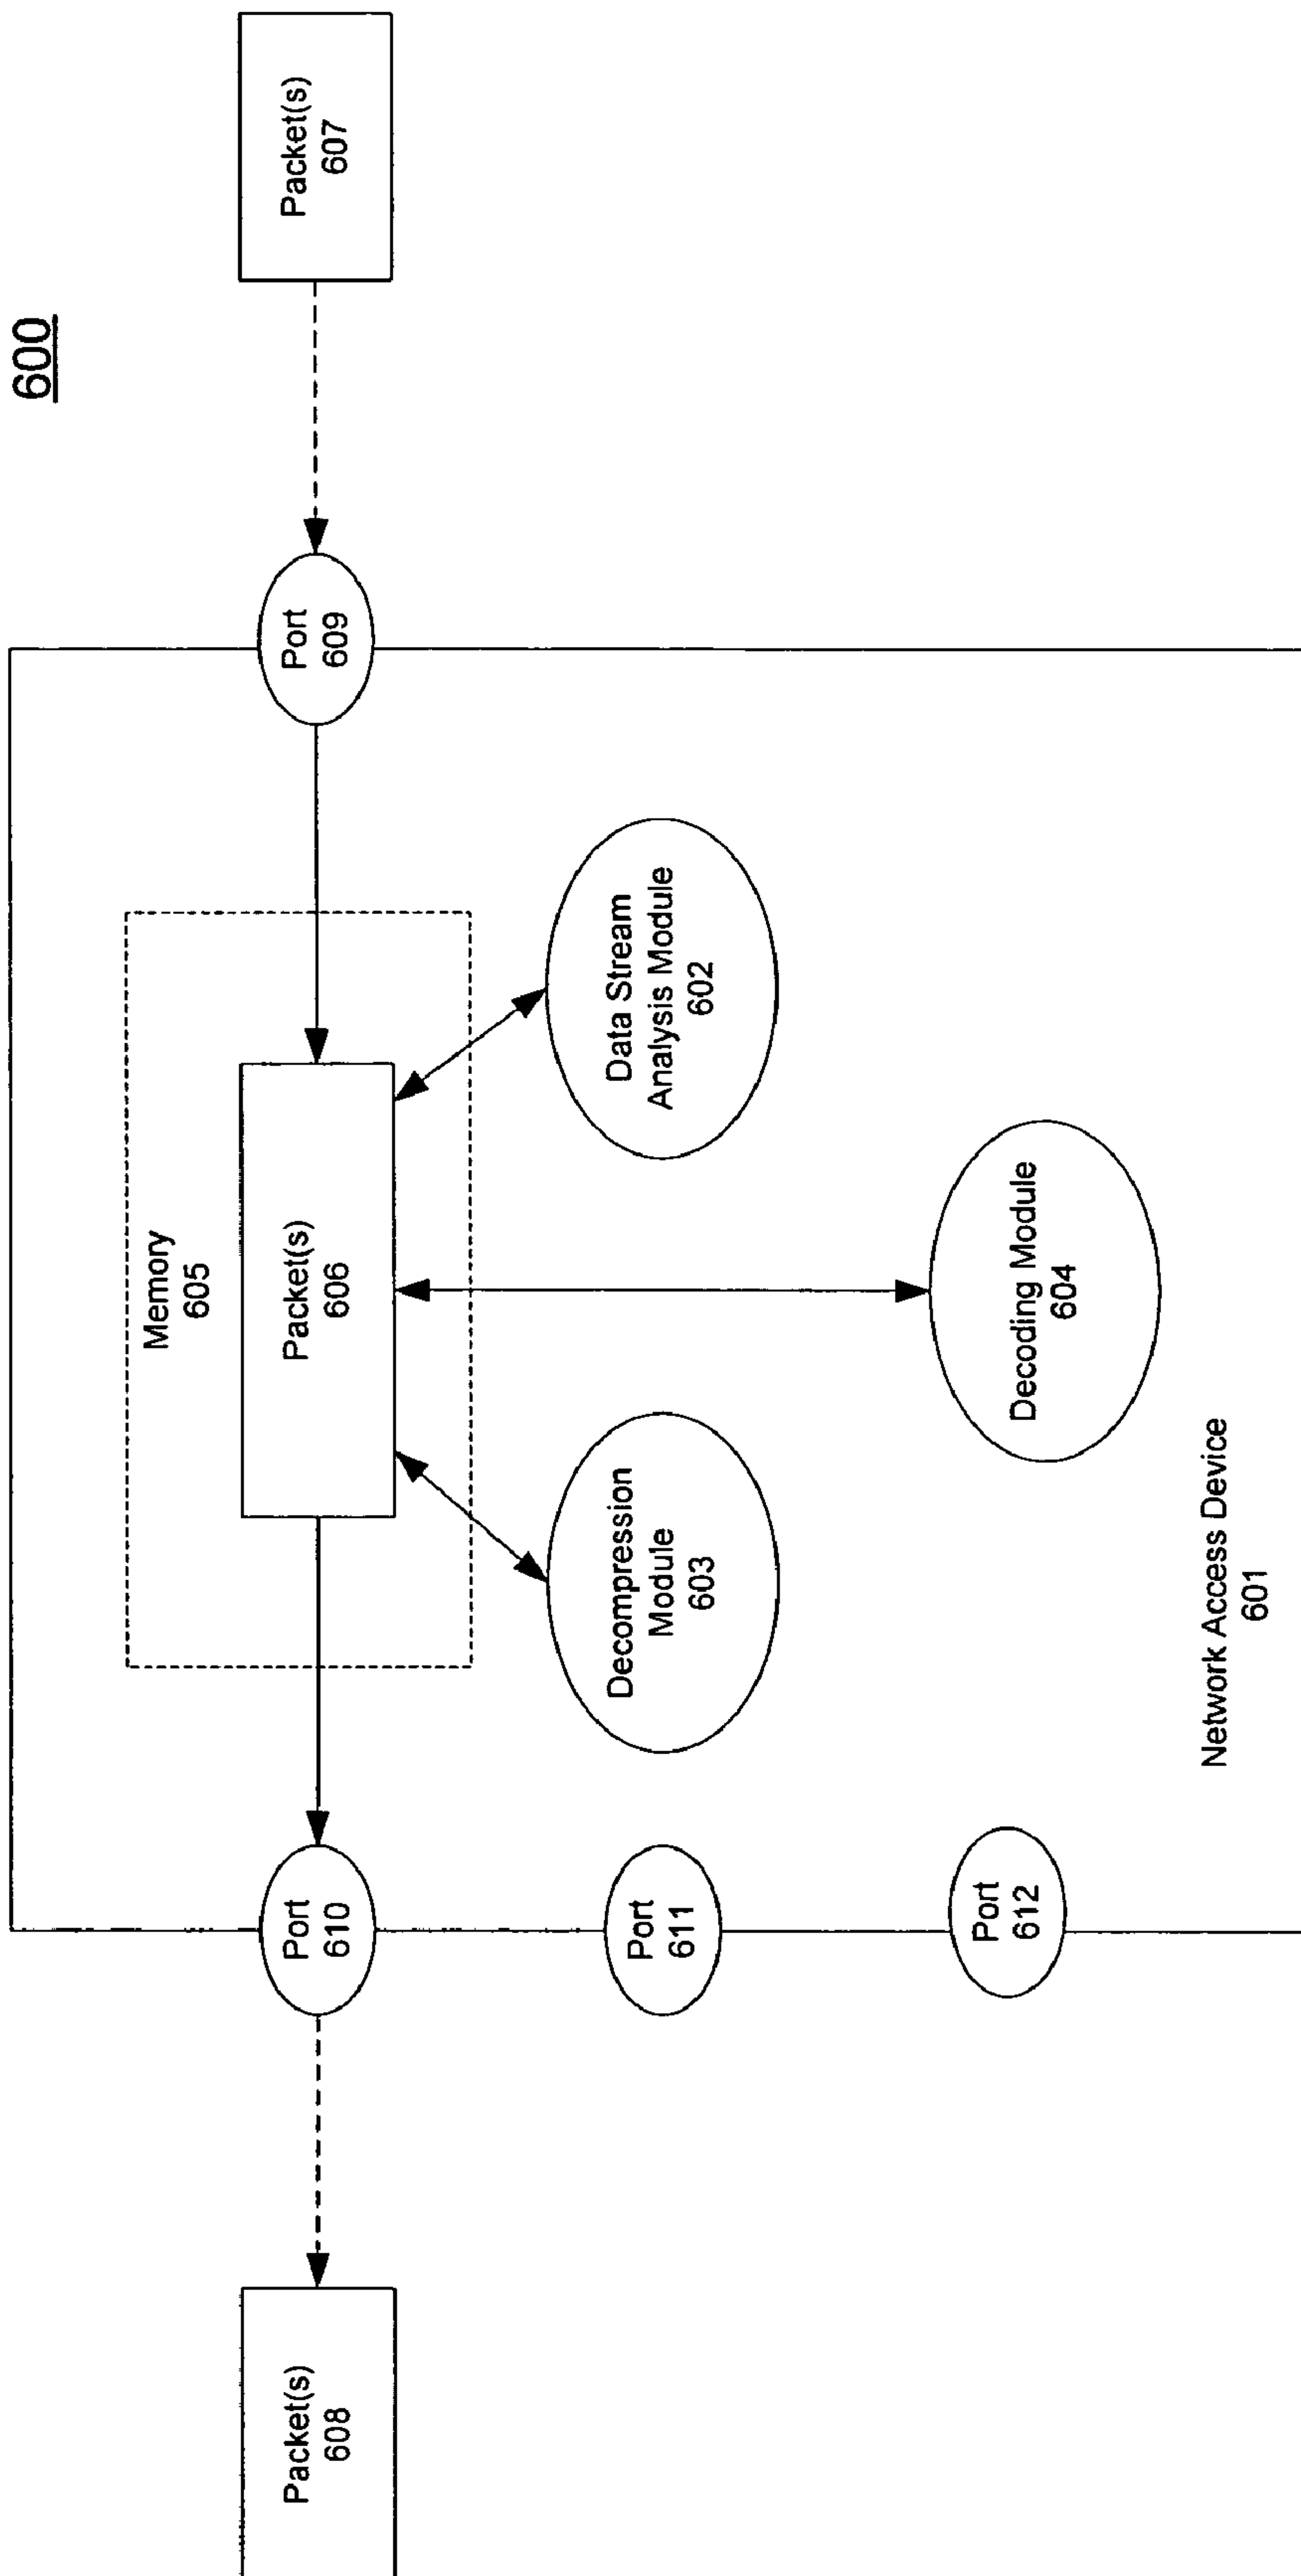 600
Packet(s)
608
Port
610
Memory
605
Packet(s)
606
Port
609
Packet(s)
607
Port
611
Decompression
Module
603
Data Stream
Analysis Module
602
Port
612
Decoding Module
604
Network Access Device
601